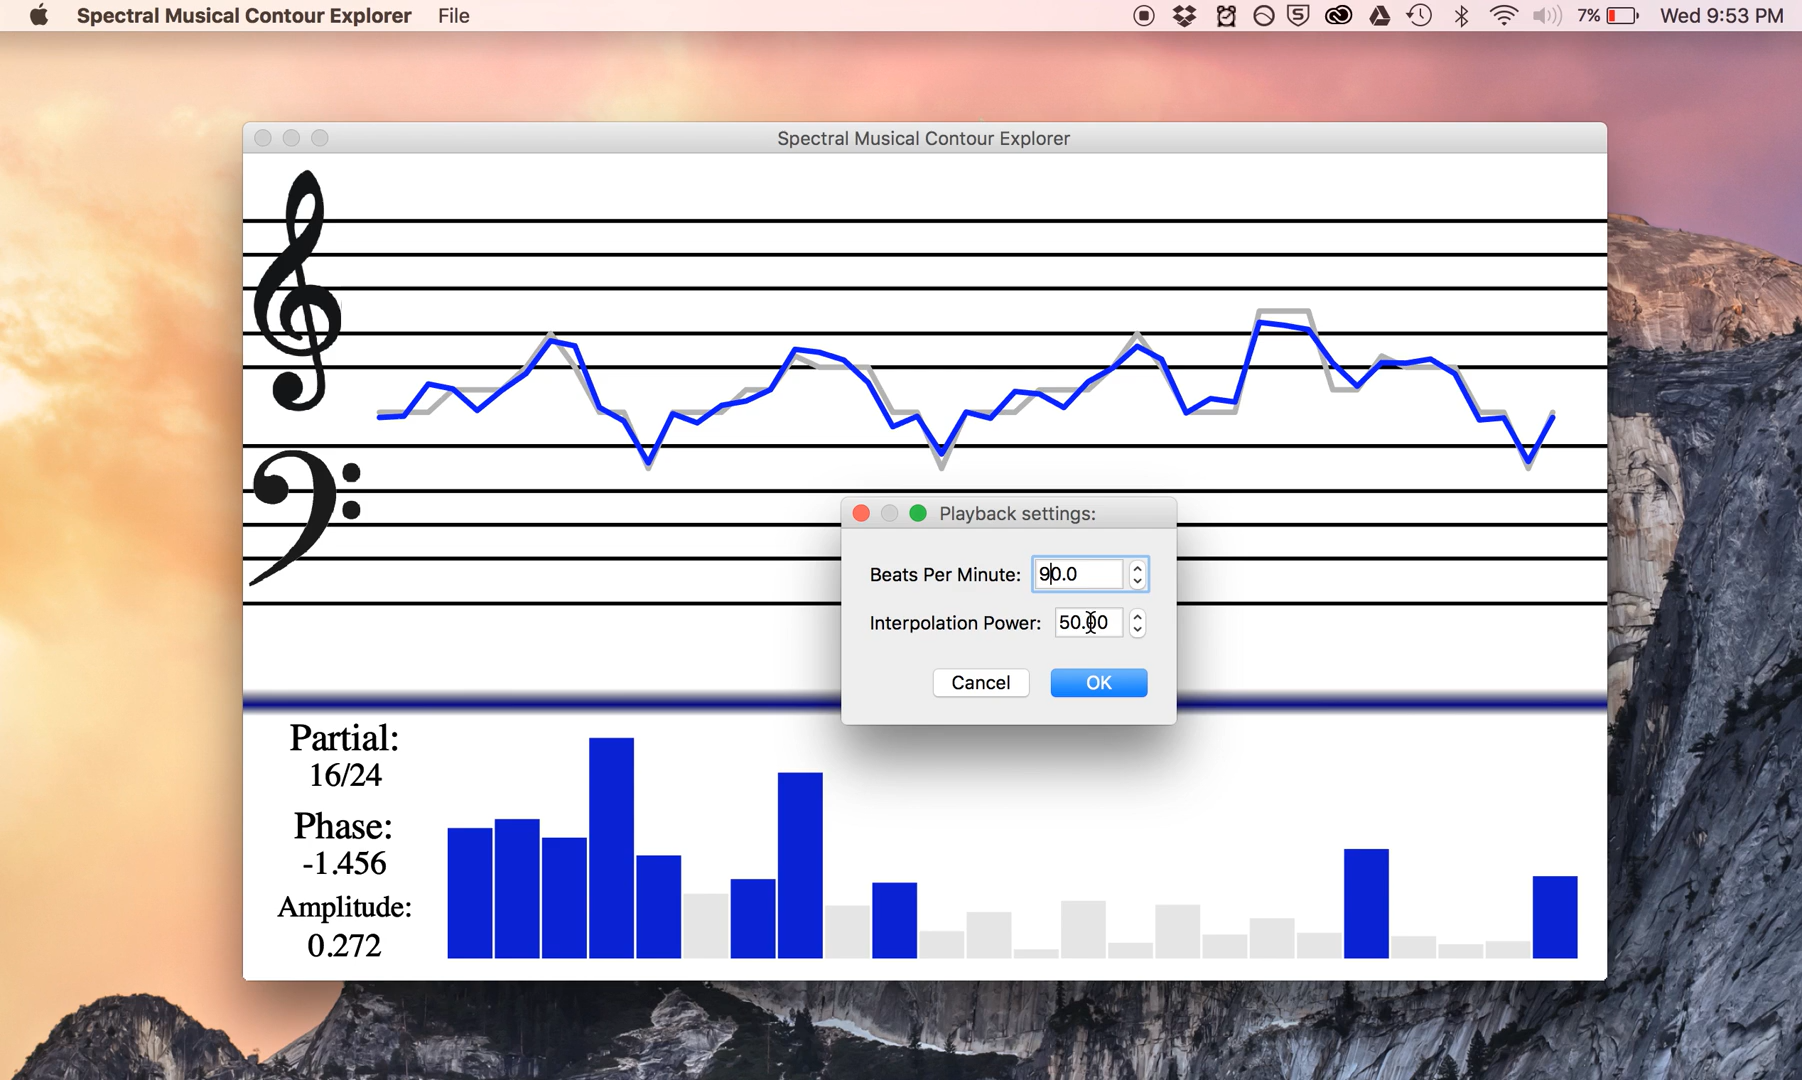 Spectral Musical Contour Explorer File 7% Wed 9:53 PM
Spectral Musical Contour Explorer
Playback settings:
Beats Per Minute: 90.0
Interpolation Power: 50.00
Cancel OK
Partial:
16/24
Phase:
-1.456
Amplitude:
0.272